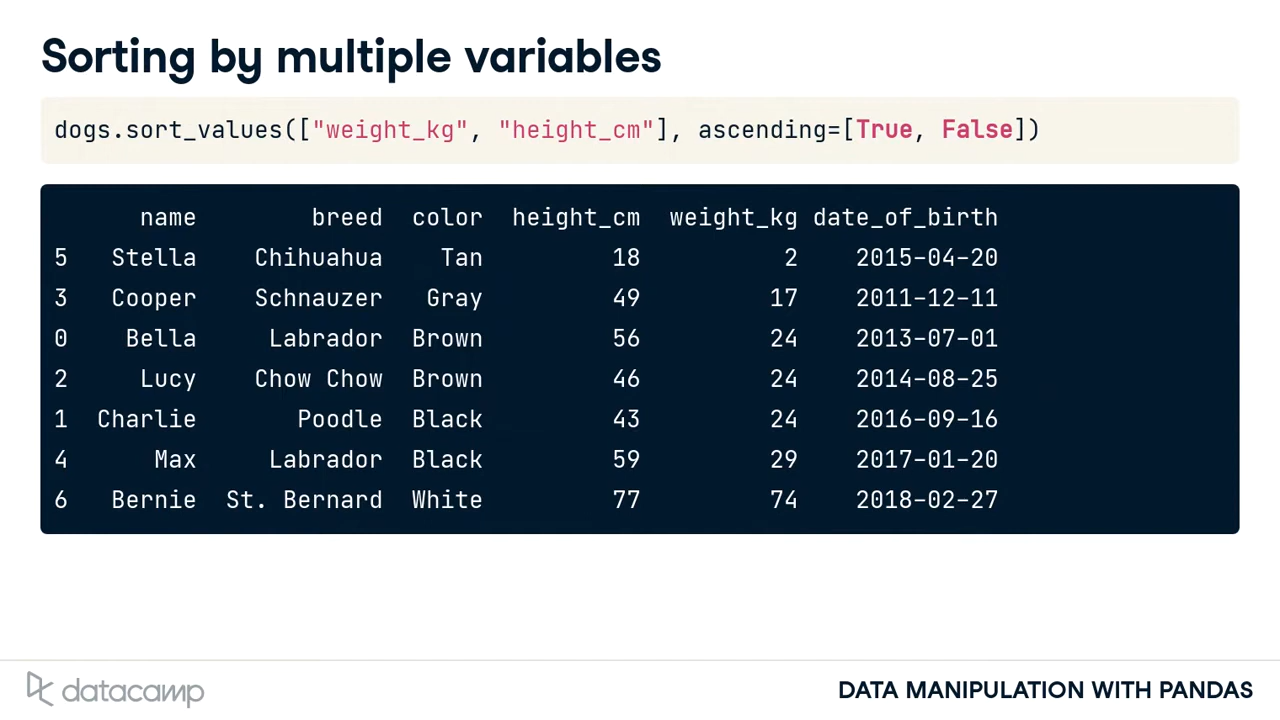 Sorting by multiple variables
dogs.sort_values(["weight_kg", "height_cm"], ascending=[True, False])
name breed color height_cm weight_kg date_of_birth
5 Stella Chihuahua Tan 18 2 2015-04-20
3 Cooper Schnauzer Gray 49 17 2011-12-11
0 Bella Labrador Brown 56 24 2013-07-01
2 Lucy Chow Chow Brown 46 24 2014-08-25
1 Charlie Poodle Black 43 24 2016-09-16
4 Max Labrador Black 59 29 2017-01-20
6 Bernie St. Bernard White 77 74 2018-02-27
datacamp
DATA MANIPULATION WITH PANDAS